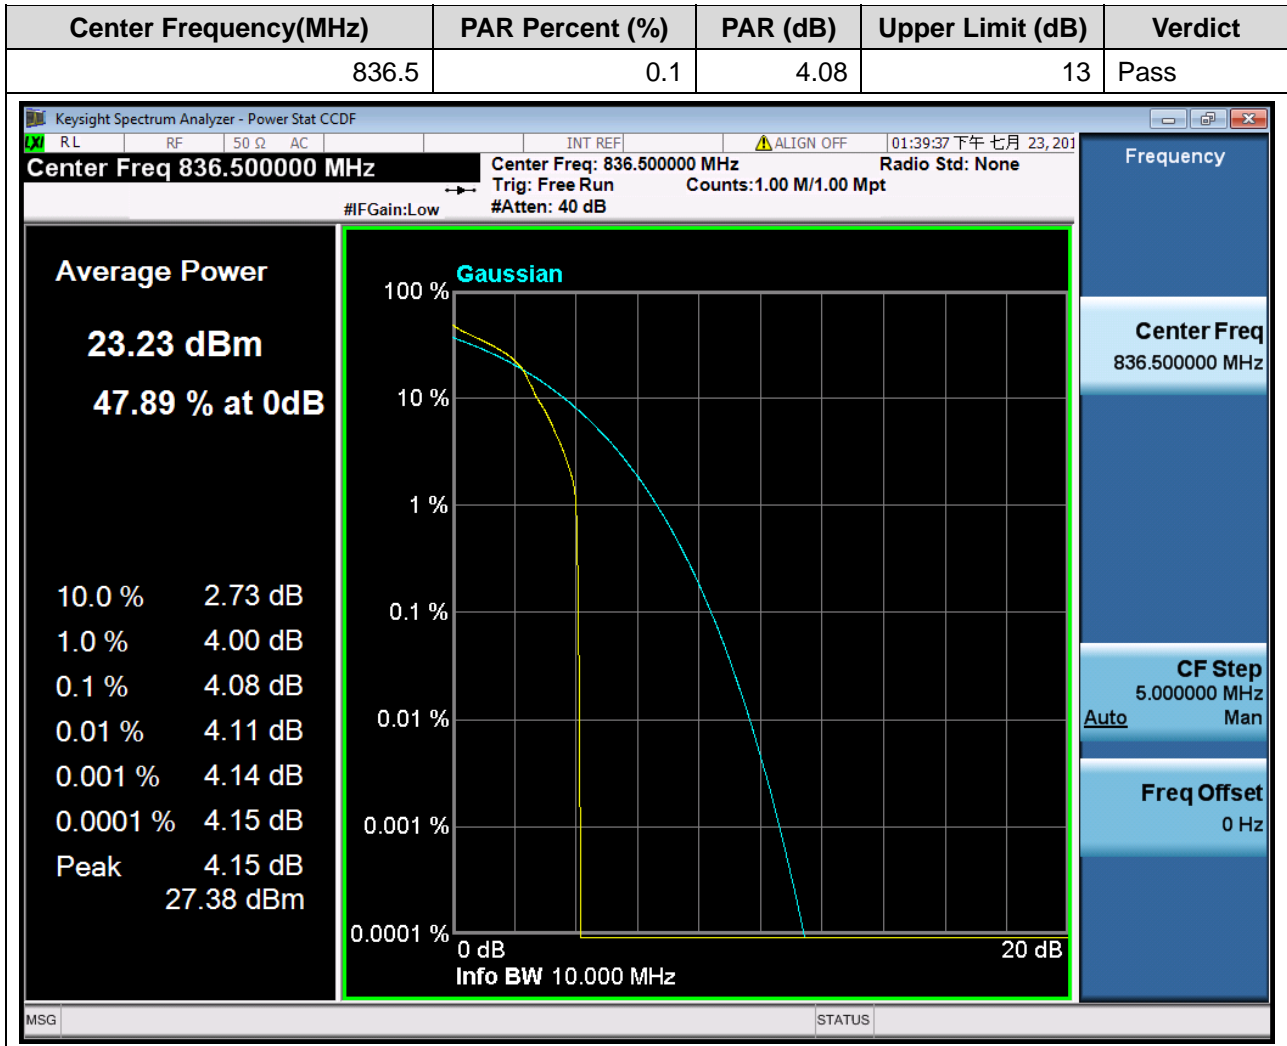 Center Frequency(MHz) PAR Percent (%) PAR (dB) Upper Limit (dB) Verdict
836.5 0.1 4.08 13 Pass
Keysight Spectrum Analyzer - Power Stat CCDF
LXI RL RF 50 Ω AC INT REF ALIGN OFF 01:39:37 下午 七月 23, 201
Center Freq 836.500000 MHz
Center Freq: 836.500000 MHz Radio Std: None
Trig: Free Run Counts:1.00 M/1.00 Mpt
#IFGain:Low #Atten: 40 dB
Average Power
23.23 dBm
47.89 % at 0dB
10.0 % 2.73 dB
1.0 % 4.00 dB
0.1 % 4.08 dB
0.01 % 4.11 dB
0.001 % 4.14 dB
0.0001 % 4.15 dB
Peak 4.15 dB
27.38 dBm
Gaussian
100 %
10 %
1 %
0.1 %
0.01 %
0.001 %
0.0001 %
0 dB 20 dB
Info BW 10.000 MHz
Frequency
Center Freq
836.500000 MHz
CF Step
5.000000 MHz
Auto Man
Freq Offset
0 Hz
MSG STATUS